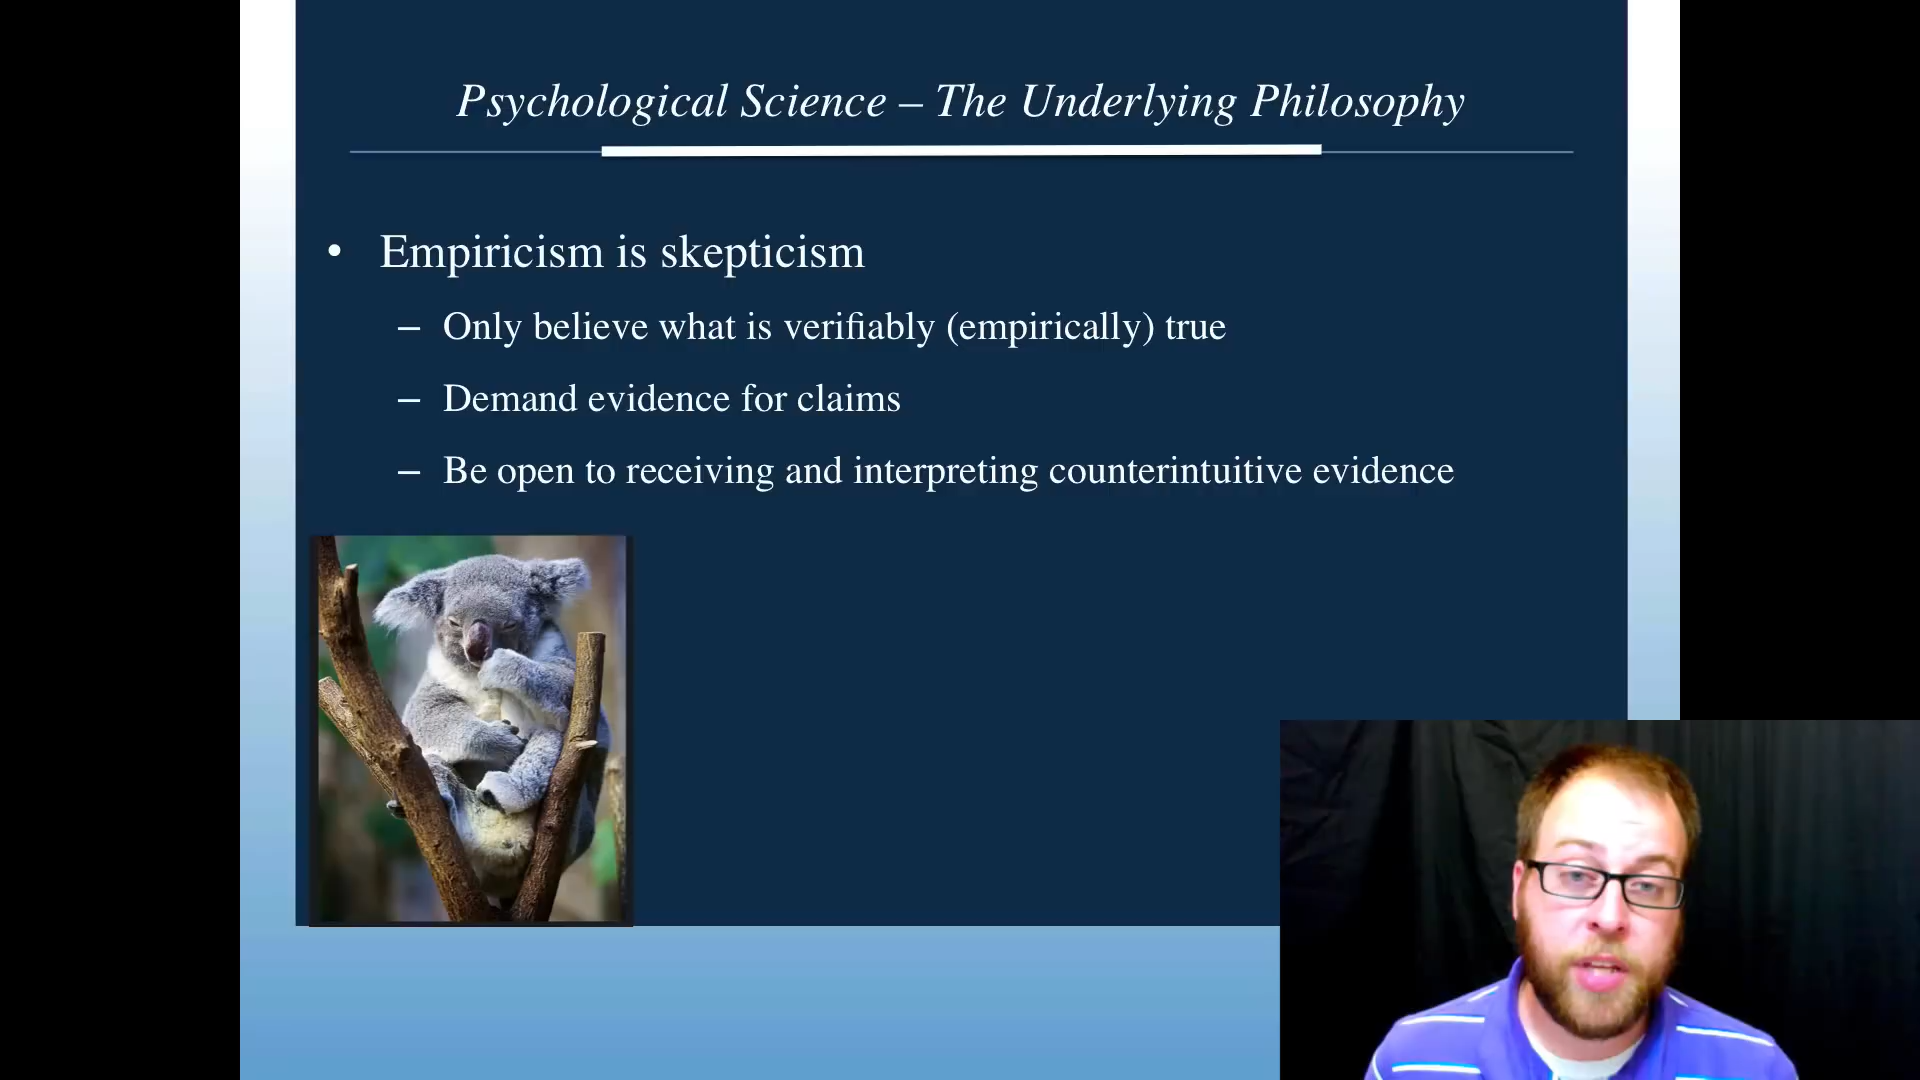 Psychological Science – The Underlying Philosophy
• Empiricism is skepticism
– Only believe what is verifiably (empirically) true
– Demand evidence for claims
– Be open to receiving and interpreting counterintuitive evidence